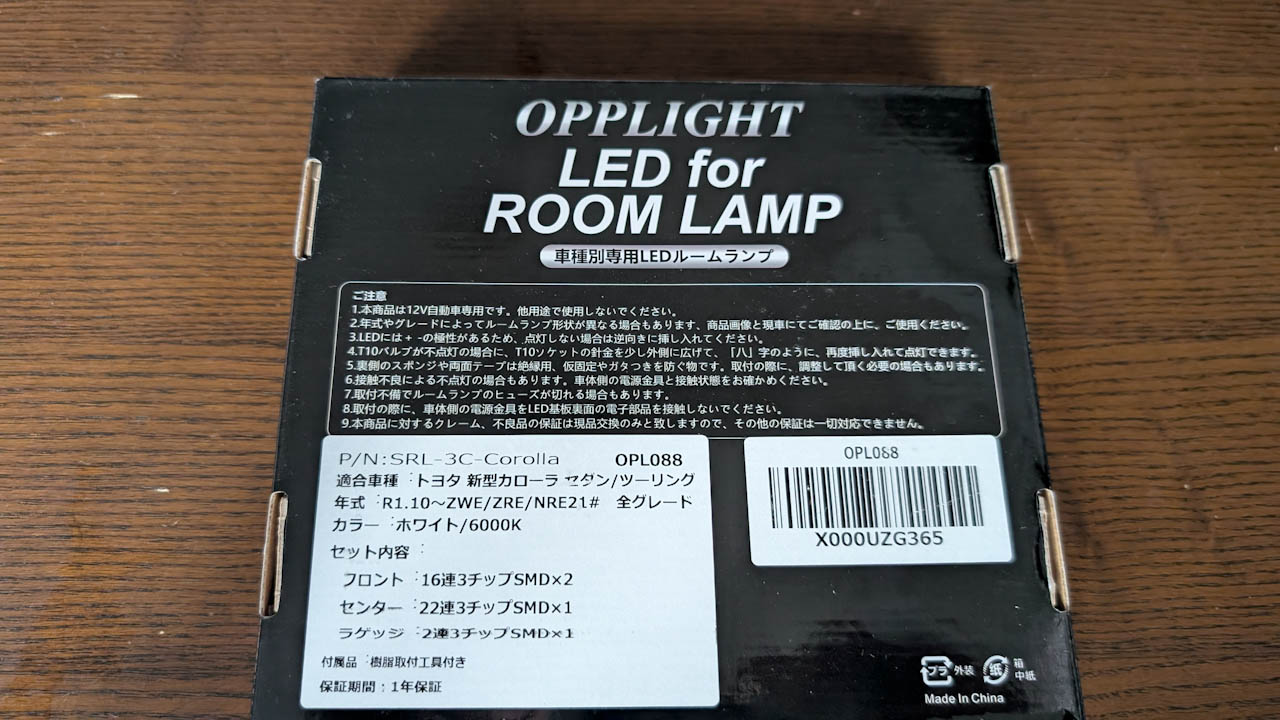 OPPLIGHT
LED for
ROOM LAMP
車種別専用LEDルームランプ
ご注意
1.本商品は12V自動車専用です。他用途で使用しないでください。
2.年式やグレードによってルームランプ形状が異なる場合もあります、商品画像と現車にてご確認の上に、ご使用ください。
3.LEDには+ -の極性があるため、点灯しない場合は逆向きに挿し入れてください。
4.T10バルブが不点灯の場合に、T10ソケットの針金を少し外側に広げて、「八」字のように、再度挿し入れて点灯できます。
5.裏側のスポンジや両面テープは絶縁用、仮固定やガタつきを防ぐ物です。取付の際に、調整して頂く必要の場合もあります。
6.接触不良による不点灯の場合もあります。車体側の電源金具と接触状態をお確かめください。
7.取付不備でルームランプのヒューズが切れる場合もあります。
8.取付の際に、車体側の電源金具をLED基板裏面の電子部品を接触しないでください。
9.本商品に対するクレーム、不良品の保証は現品交換のみと致しますので、その他の保証は一切対応できません。
P/N:SRL-3C-Corolla OPL088
適合車種:トヨタ 新型カローラ セダン/ツーリング
年式:R1.10~ZWE/ZRE/NRE21# 全グレード
カラー:ホワイト/6000K
セット内容:
フロント:16連3チップSMD×2
センター:22連3チップSMD×1
ラゲッジ:2連3チップSMD×1
付属品:樹脂取付工具付き
保証期間:1年保証
OPL088
X000UZG365
プラ 外装 紙 箱 中紙
Made In China